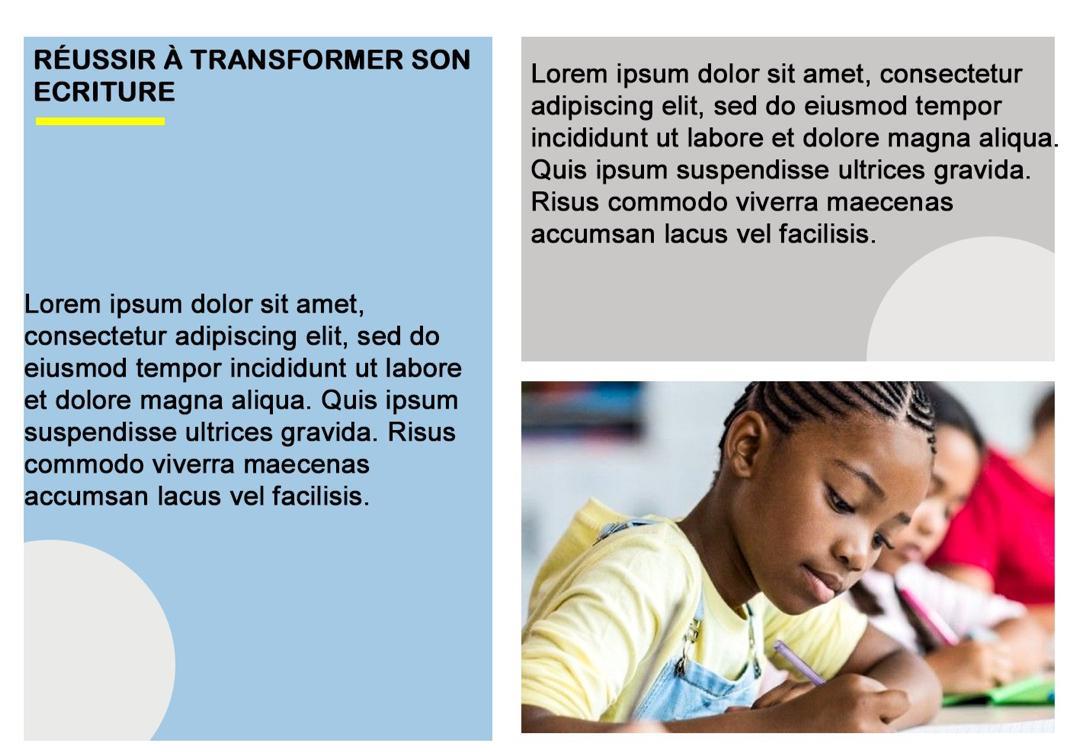 RÉUSSIR À TRANSFORMER SON
ECRITURE
Lorem ipsum dolor sit amet,
consectetur adipiscing elit, sed do
eiusmod tempor incididunt ut labore
et dolore magna aliqua. Quis ipsum
suspendisse ultrices gravida. Risus
commodo viverra maecenas
accumsan lacus vel facilisis.
Lorem ipsum dolor sit amet, consectetur
adipiscing elit, sed do eiusmod tempor
incididunt ut labore et dolore magna aliqua.
Quis ipsum suspendisse ultrices gravida.
Risus commodo viverra maecenas
accumsan lacus vel facilisis.